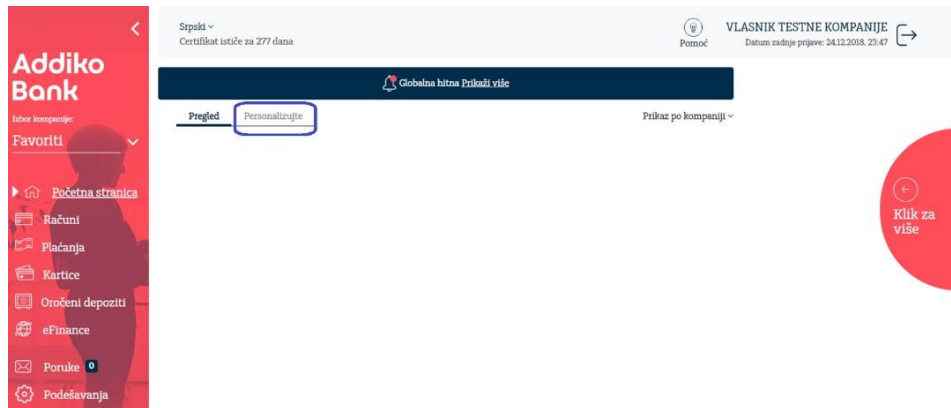 Addiko
Bank
Izbor kompanije:
Favoriti
Početna stranica
Računi
Plaćanja
Kartice
Oročeni depoziti
eFinance
Poruke 0
Podešavanja
Srpski
Certifikat ističe za 277 dana
Pomoć
VLASNIK TESTNE KOMPANIJE
Datum zadnje prijave: 24.12.2018. 23:47
Globalna hitna Prikaži više
Pregled Personalizujte Prikaz po kompaniji
Klik za
više